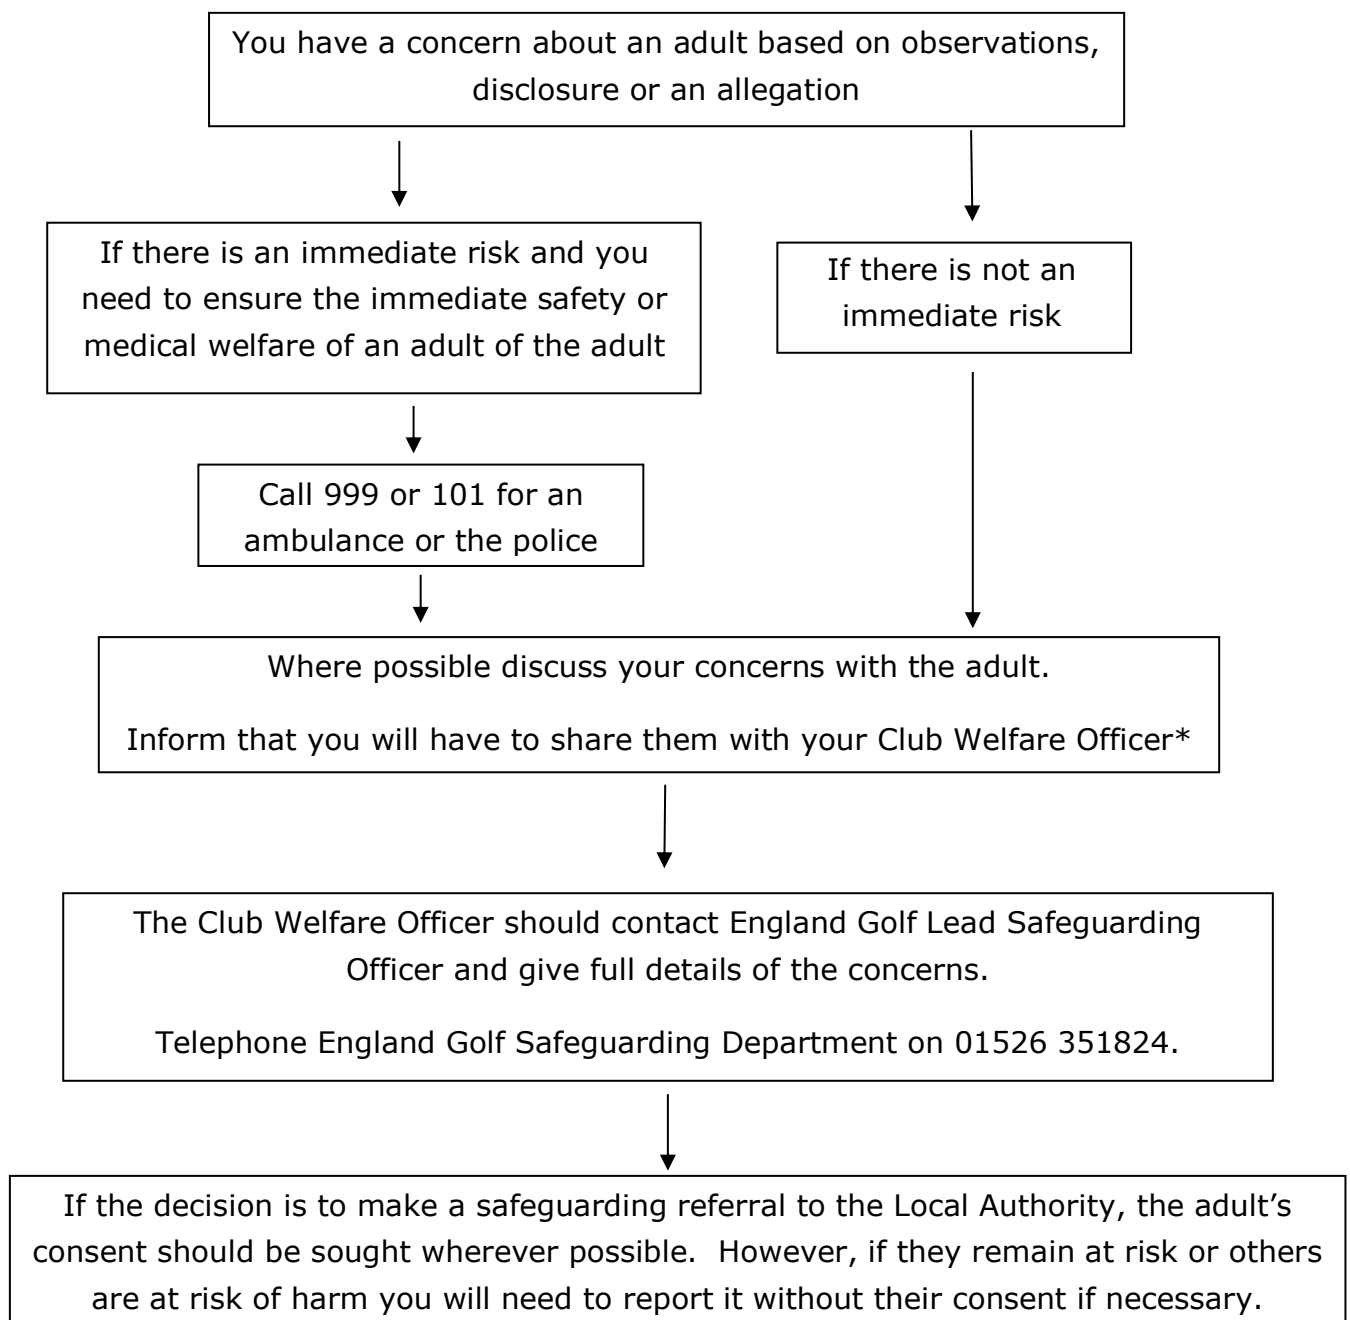 You have a concern about an adult based on observations,
disclosure or an allegation
If there is an immediate risk and you
need to ensure the immediate safety or
medical welfare of an adult of the adult
If there is not an
immediate risk
Call 999 or 101 for an
ambulance or the police
Where possible discuss your concerns with the adult.
Inform that you will have to share them with your Club Welfare Officer*
The Club Welfare Officer should contact England Golf Lead Safeguarding
Officer and give full details of the concerns.
Telephone England Golf Safeguarding Department on 01526 351824.
If the decision is to make a safeguarding referral to the Local Authority, the adult’s
consent should be sought wherever possible.  However, if they remain at risk or others
are at risk of harm you will need to report it without their consent if necessary.